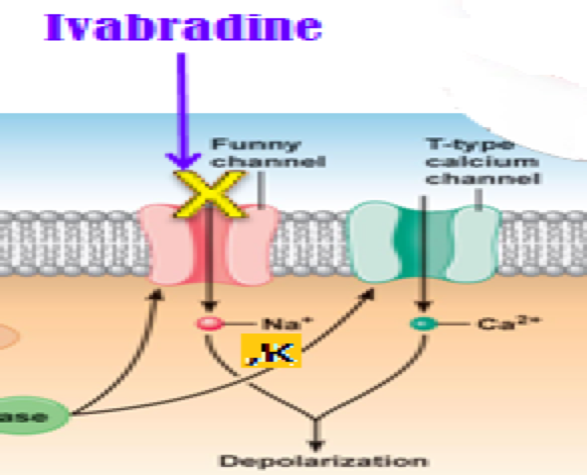 Ivabradine
Funny
channel
T-type
calcium
channel
Na⁺
Ca²⁺
,K
ase
Depolarization